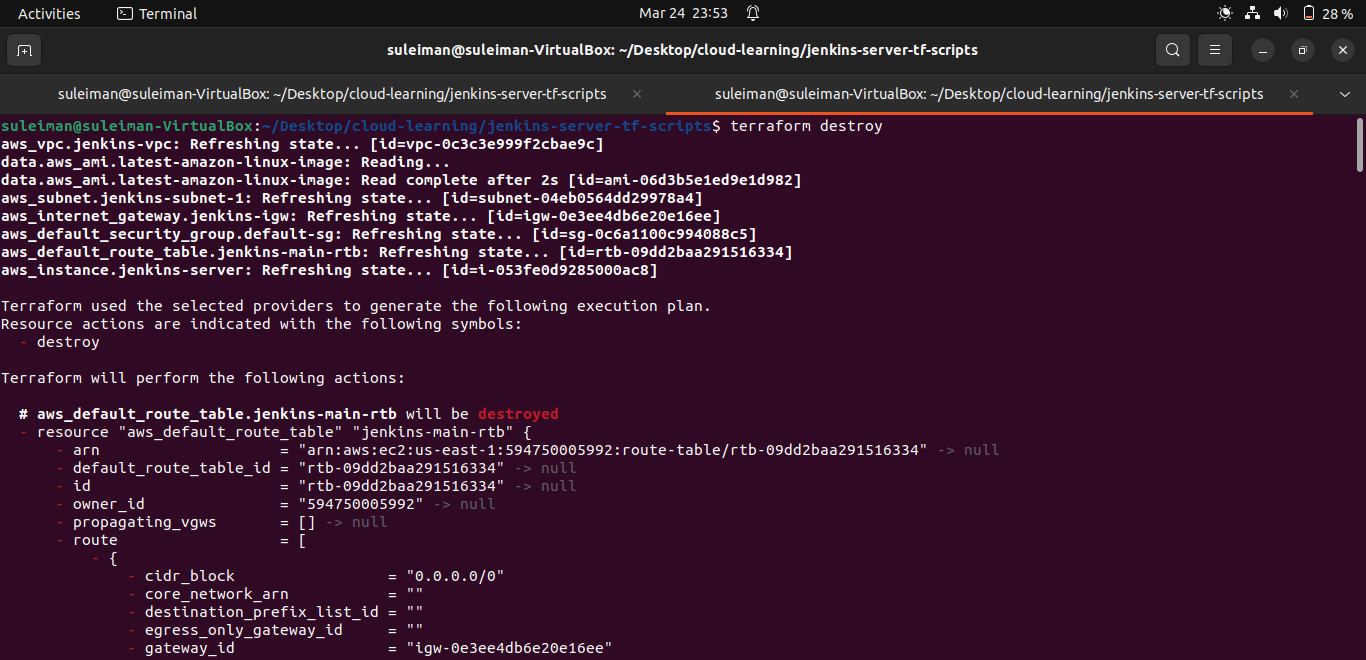 Activities Terminal Mar 24 23:53 28 %
suleiman@suleiman-VirtualBox: ~/Desktop/cloud-learning/jenkins-server-tf-scripts
suleiman@suleiman-VirtualBox: ~/Desktop/cloud-learning/jenkins-server-tf-scripts suleiman@suleiman-VirtualBox: ~/Desktop/cloud-learning/jenkins-server-tf-scripts
suleiman@suleiman-VirtualBox:~/Desktop/cloud-learning/jenkins-server-tf-scripts$ terraform destroy
aws_vpc.jenkins-vpc: Refreshing state... [id=vpc-0c3c3e999f2cbae9c]
data.aws_ami.latest-amazon-linux-image: Reading...
data.aws_ami.latest-amazon-linux-image: Read complete after 2s [id=ami-06d3b5e1ed9e1d982]
aws_subnet.jenkins-subnet-1: Refreshing state... [id=subnet-04eb0564dd29978a4]
aws_internet_gateway.jenkins-igw: Refreshing state... [id=igw-0e3ee4db6e20e16ee]
aws_default_security_group.default-sg: Refreshing state... [id=sg-0c6a1100c994088c5]
aws_default_route_table.jenkins-main-rtb: Refreshing state... [id=rtb-09dd2baa291516334]
aws_instance.jenkins-server: Refreshing state... [id=i-053fe0d9285000ac8]

Terraform used the selected providers to generate the following execution plan.
Resource actions are indicated with the following symbols:
  - destroy

Terraform will perform the following actions:

  # aws_default_route_table.jenkins-main-rtb will be destroyed
  - resource "aws_default_route_table" "jenkins-main-rtb" {
      - arn                    = "arn:aws:ec2:us-east-1:594750005992:route-table/rtb-09dd2baa291516334" -> null
      - default_route_table_id = "rtb-09dd2baa291516334" -> null
      - id                     = "rtb-09dd2baa291516334" -> null
      - owner_id               = "594750005992" -> null
      - propagating_vgws       = [] -> null
      - route                  = [
          - {
              - cidr_block                 = "0.0.0.0/0"
              - core_network_arn           = ""
              - destination_prefix_list_id = ""
              - egress_only_gateway_id     = ""
              - gateway_id                 = "igw-0e3ee4db6e20e16ee"